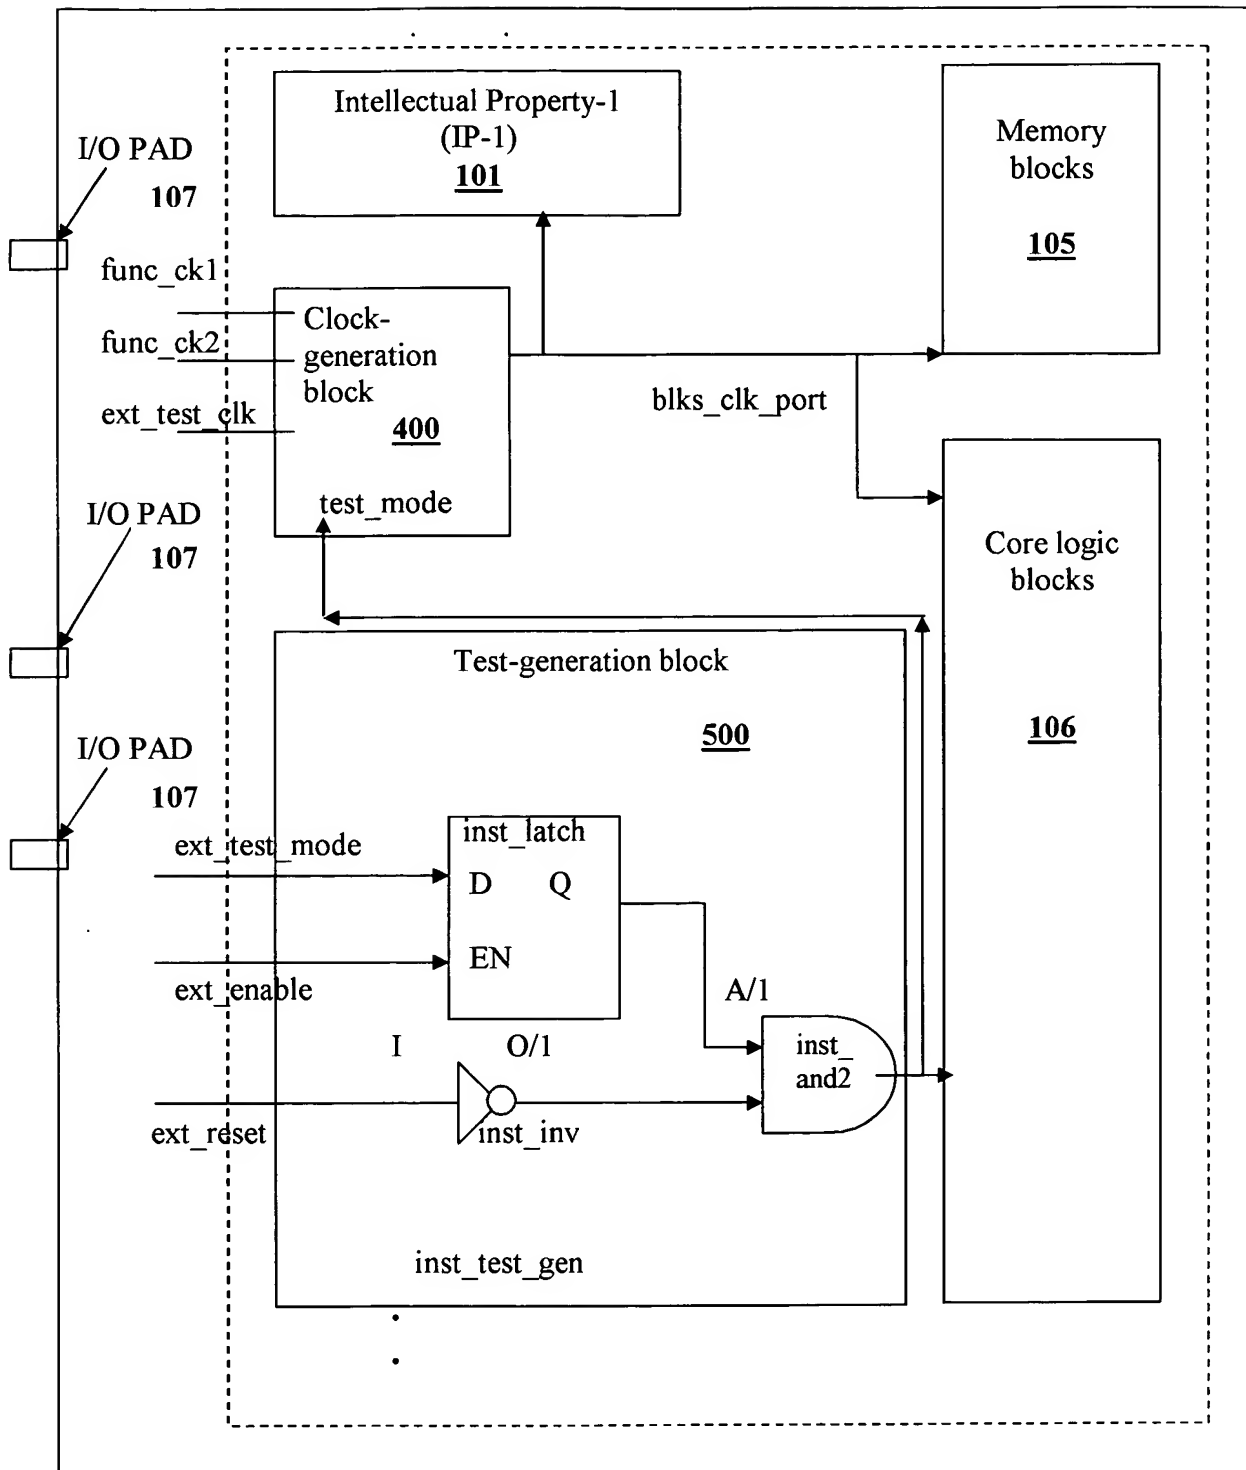 Intellectual Property-1
(IP-1)
101
Memory
blocks
105
I/O PAD
107
func_ck1
func_ck2
ext_test_clk
Clock-
generation
block
400
test_mode
blks_clk_port
I/O PAD
107
Core logic
blocks
106
Test-generation block
500
I/O PAD
107
ext_test_mode
inst_latch
D Q
EN
ext_enable
A/1
I O/1
inst_
and2
ext_reset
inst_inv
inst_test_gen